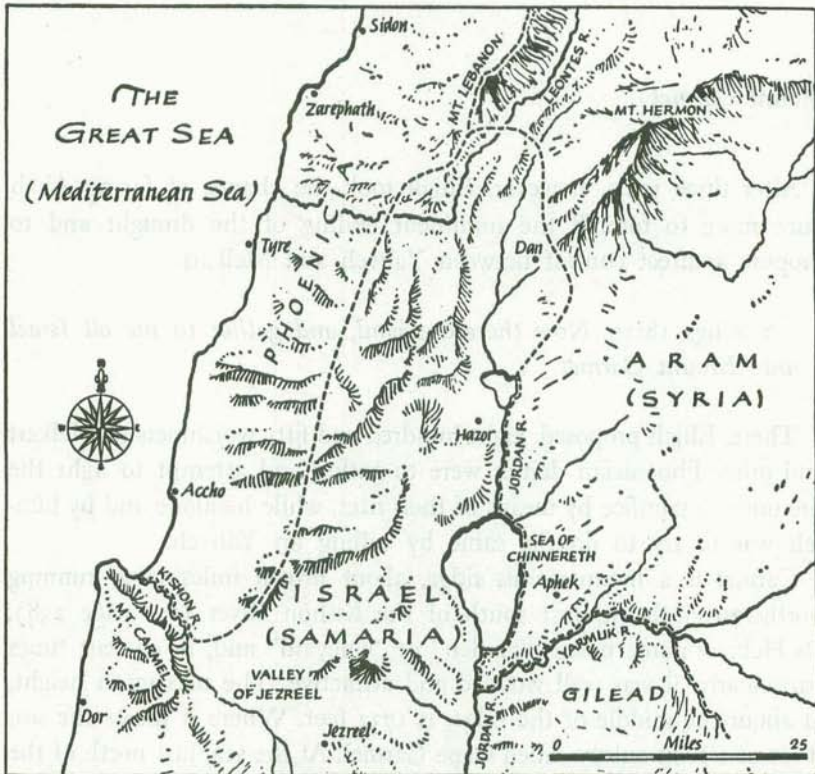 Sidon
THE
GREAT SEA
(Mediterranean Sea)
Zarephath
MT. LEBANON
LEONTES R.
MT. HERMON
Tyre
PHOENICIA
Dan
ARAM
(SYRIA)
Hazor
JORDAN R.
Accho
SEA OF
CHINNERETH
Aphek
KISHON R.
MT. CARMEL
ISRAEL
(SAMARIA)
YARMUK R.
VALLEY
OF JEZREEL
GILEAD
Dor
Jezreel
JORDAN R.
0 Miles 25